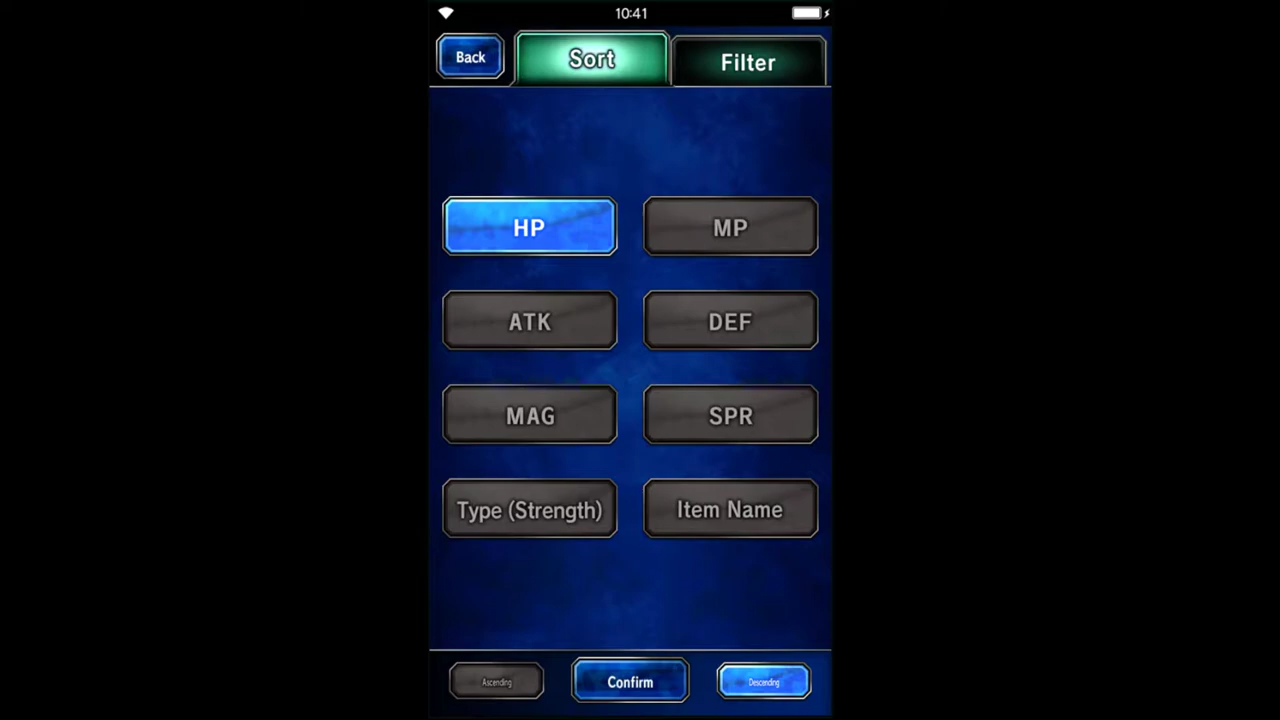 10:41
Back
Sort
Filter
HP
MP
ATK
DEF
MAG
SPR
Type (Strength)
Item Name
Ascending
Confirm
Descending